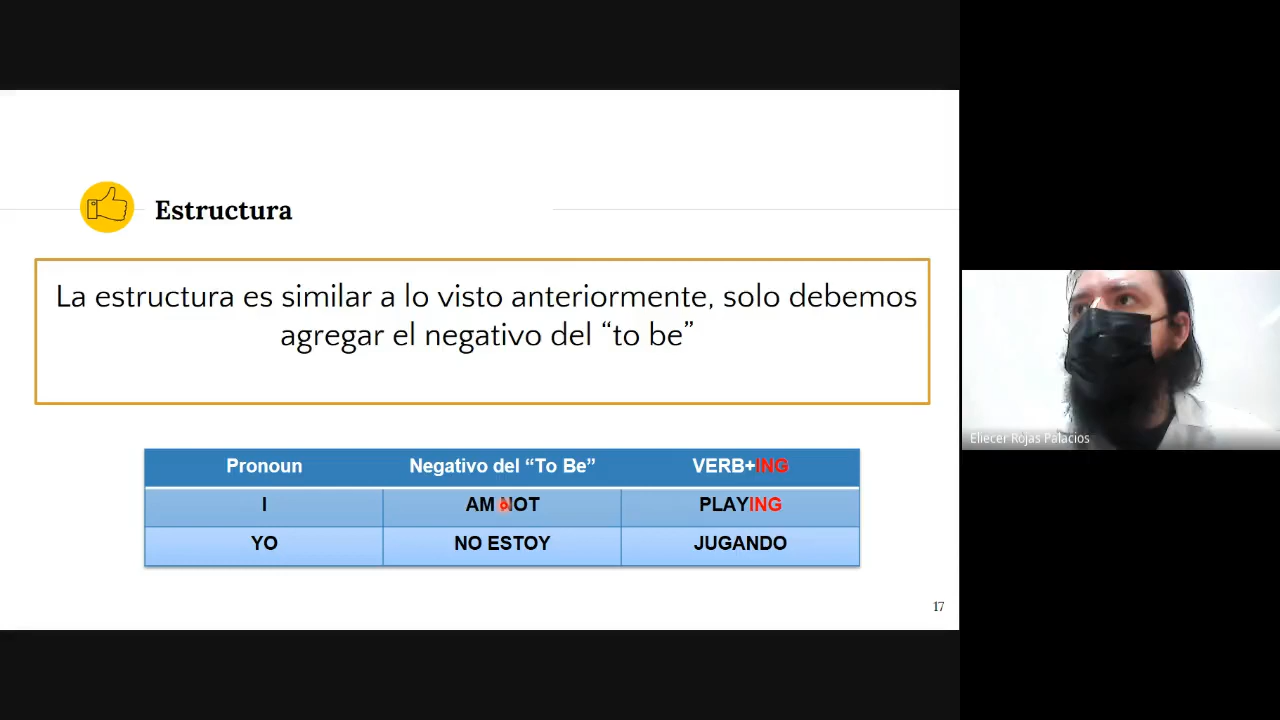 Estructura
La estructura es similar a lo visto anteriormente, solo debemos
agregar el negativo del “to be”
Pronoun Negativo del “To Be” VERB+ING
I AM NOT PLAYING
YO NO ESTOY JUGANDO
17
Eliecer Rojas Palacios